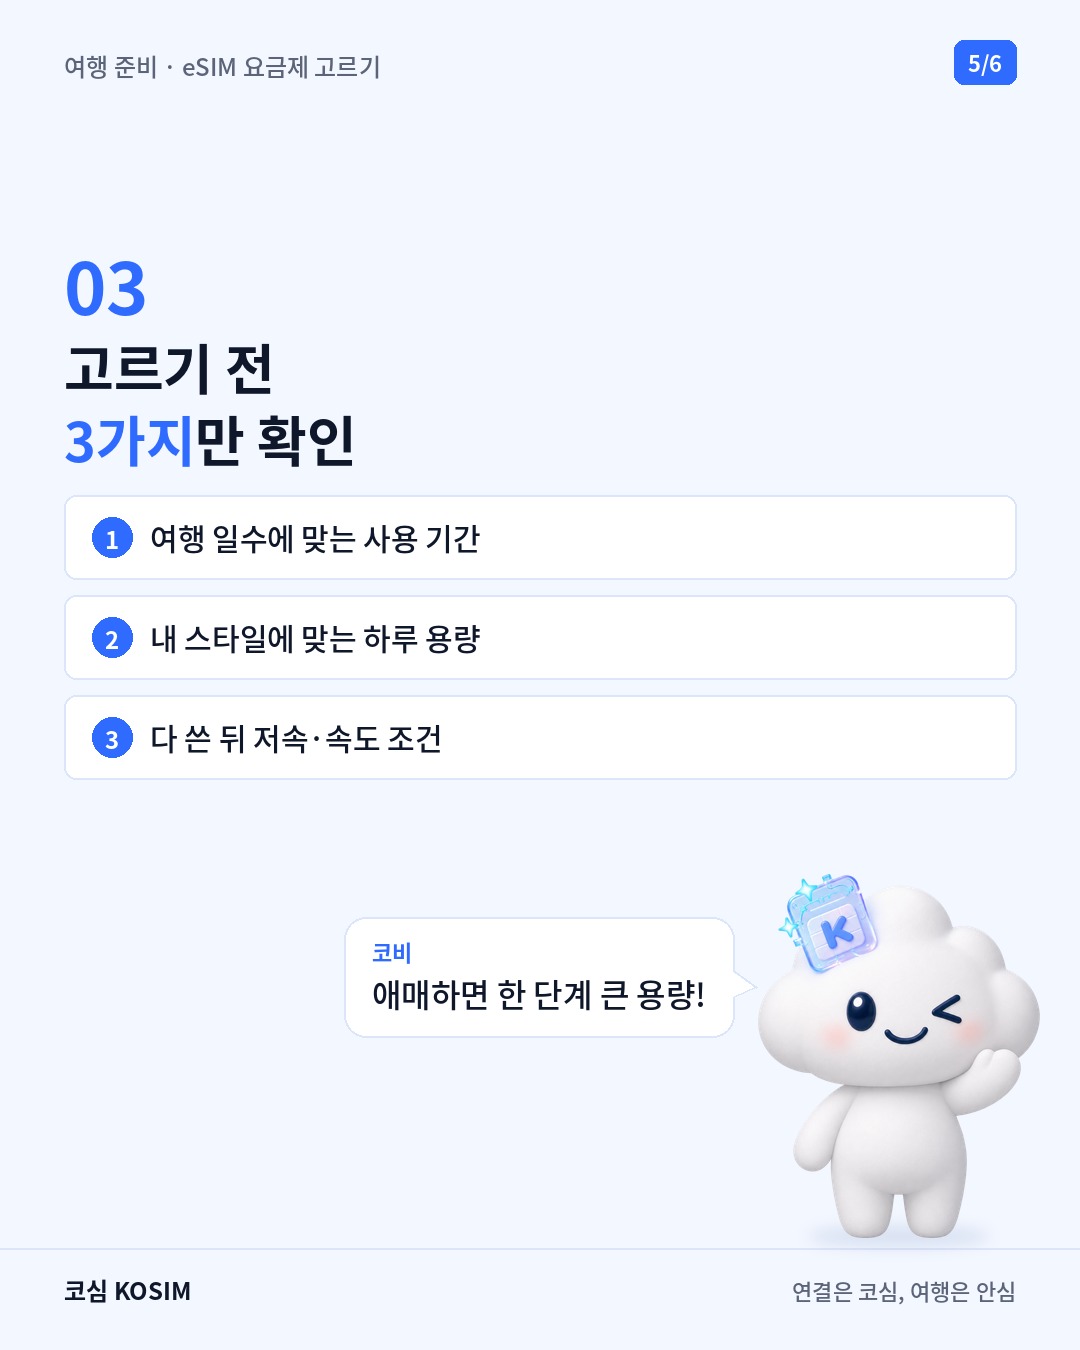 여행 준비 · eSIM 요금제 고르기
5/6
03
고르기 전
3가지만 확인
1 여행 일수에 맞는 사용 기간
2 내 스타일에 맞는 하루 용량
3 다 쓴 뒤 저속·속도 조건
K
코비
애매하면 한 단계 큰 용량!
코심 KOSIM
연결은 코심, 여행은 안심